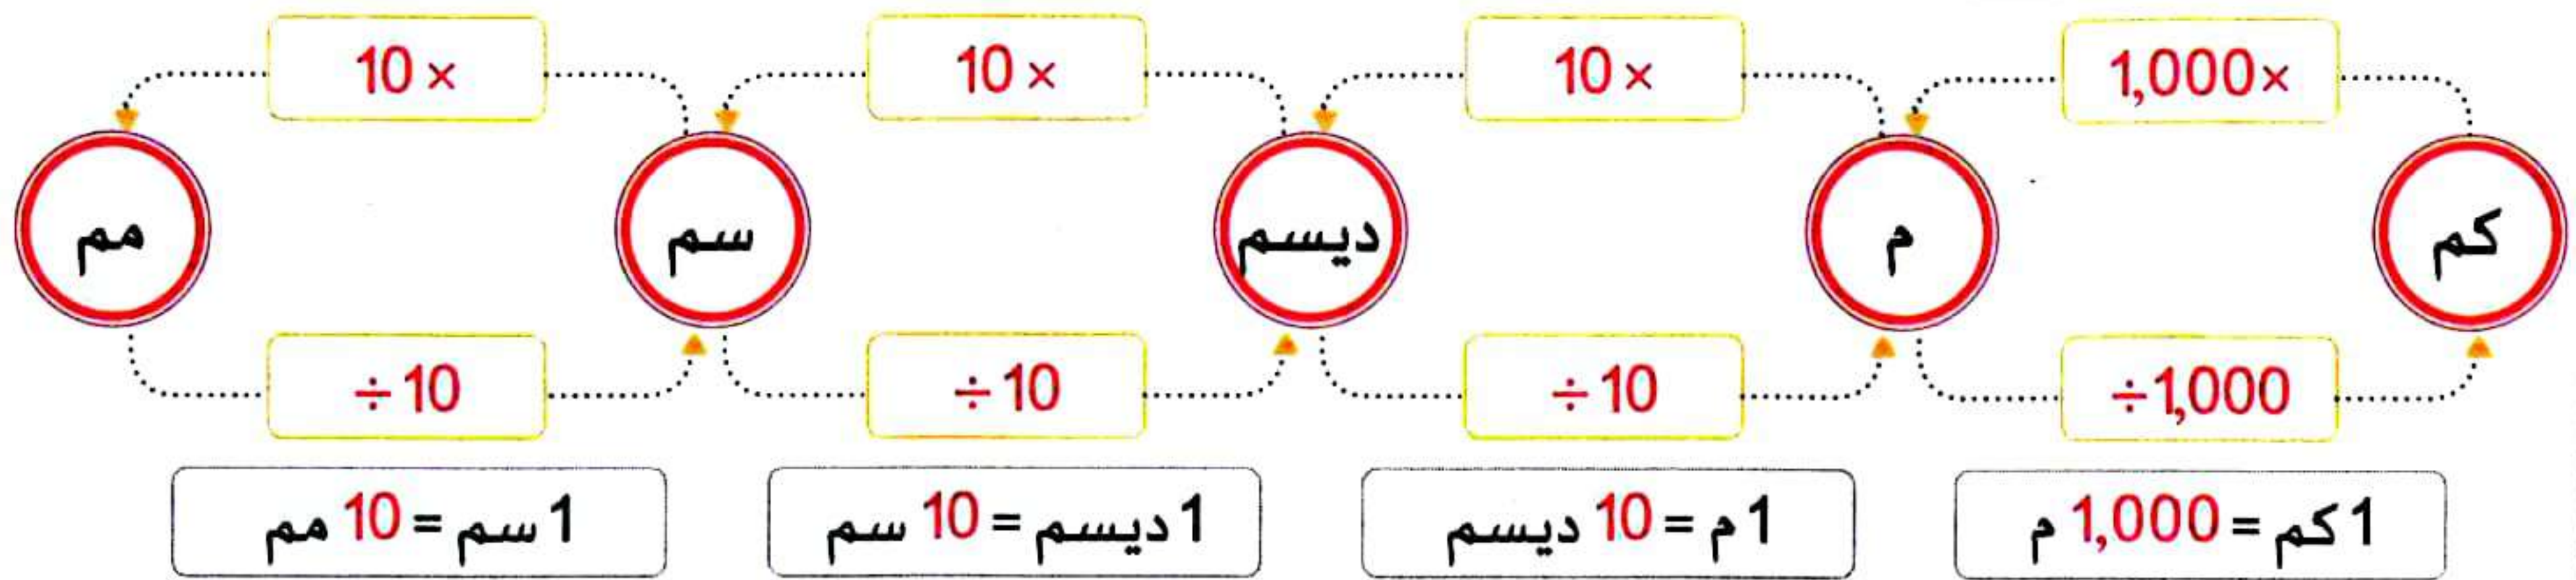 1,000×
10×
10×
10×
كم
م
ديسم
سم
مم
÷1,000
÷10
÷10
÷10
1 كم = 1,000 م
1 م = 10 ديسم
1 ديسم = 10 سم
1 سم = 10 مم